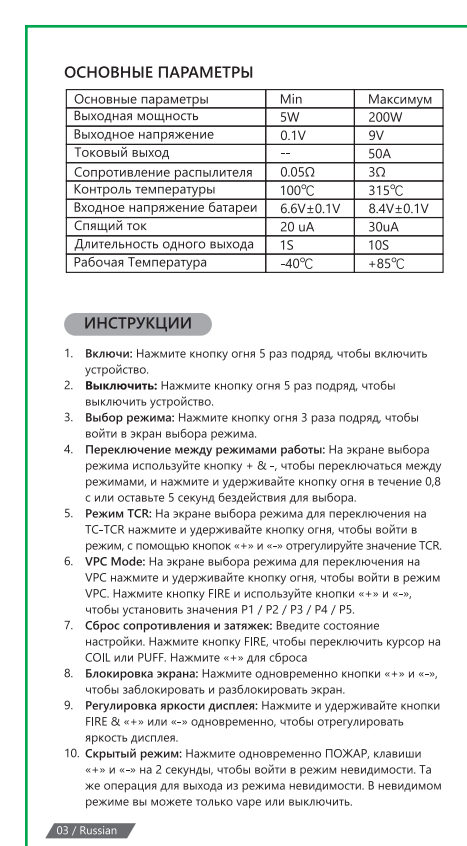 ОСНОВНЫЕ ПАРАМЕТРЫ
Основные параметры Min Максимум
Выходная мощность 5W 200W
Выходное напряжение 0.1V 9V
Токовый выход -- 50A
Сопротивление распылителя 0.05Ω 3Ω
Контроль температуры 100℃ 315℃
Входное напряжение батареи 6.6V±0.1V 8.4V±0.1V
Спящий ток 20 uA 30uA
Длительность одного выхода 1S 10S
Рабочая Температура -40℃ +85℃
ИНСТРУКЦИИ
1. Включи: Нажмите кнопку огня 5 раз подряд, чтобы включить
устройство.
2. Выключить: Нажмите кнопку огня 5 раз подряд, чтобы
выключить устройство.
3. Выбор режима: Нажмите кнопку огня 3 раза подряд, чтобы
войти в экран выбора режима.
4. Переключение между режимами работы: На экране выбора
режима используйте кнопку + & -, чтобы переключаться между
режимами, и нажмите и удерживайте кнопку огня в течение 0,8
с или оставьте 5 секунд бездействия для выбора.
5. Режим TCR: На экране выбора режима для переключения на
TC-TCR нажмите и удерживайте кнопку огня, чтобы войти в
режим, с помощью кнопок «+» и «-» отрегулируйте значение TCR.
6. VPC Mode: На экране выбора режима для переключения на
VPC нажмите и удерживайте кнопку огня, чтобы войти в режим
VPC. Нажмите кнопку FIRE и используйте кнопки «+» и «-»,
чтобы установить значения P1 / P2 / P3 / P4 / P5.
7. Сброс сопротивления и затяжек: Введите состояние
настройки. Нажмите кнопку FIRE, чтобы переключить курсор на
COIL или PUFF. Нажмите «+» для сброса
8. Блокировка экрана: Нажмите одновременно кнопки «+» и «-»,
чтобы заблокировать и разблокировать экран.
9. Регулировка яркости дисплея: Нажмите и удерживайте кнопки
FIRE & «+» или «-» одновременно, чтобы отрегулировать
яркость дисплея.
10. Скрытый режим: Нажмите одновременно ПОЖАР, клавиши
«+» и «-» на 2 секунды, чтобы войти в режим невидимости. Та
же операция для выхода из режима невидимости. В невидимом
режиме вы можете только vape или выключить.
03 / Russian